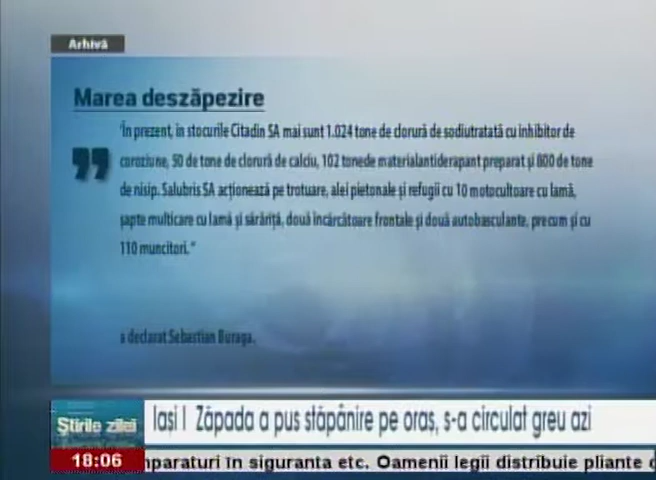 Arhivă
Marea deszăpezire
"În prezent, in stocurile Citadin SA mai sunt 1.024 tone de clorură de sodiutratată cu inhibitor de
coroziune, 50 de tone de clorură de calciu, 102 tonede materialantiderapant preparat și 800 de tone
de nisip. Salubris SA acționează pe trotuare, alei pietonale și refugii cu 10 motocultoare cu lamă,
șapte multicare cu lamă și sărăriță, două încărcătoare frontale și două autobasculante, precum și cu
110 muncitori."
a declarat Sebastian Buraga.
Știrile zilei
Iași | Zăpada a pus stăpânire pe oraș, s-a circulat greu azi
18:06
mparaturi în siguranta etc. Oamenii legii distribuie pliante